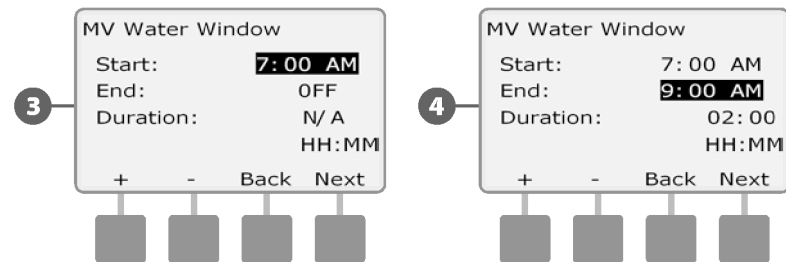 3
MV Water Window
Start: 7:00 AM
End: 0FF
Duration: N/A
HH:MM
+ - Back Next
4
MV Water Window
Start: 7:00 AM
End: 9:00 AM
Duration: 02:00
HH:MM
+ - Back Next